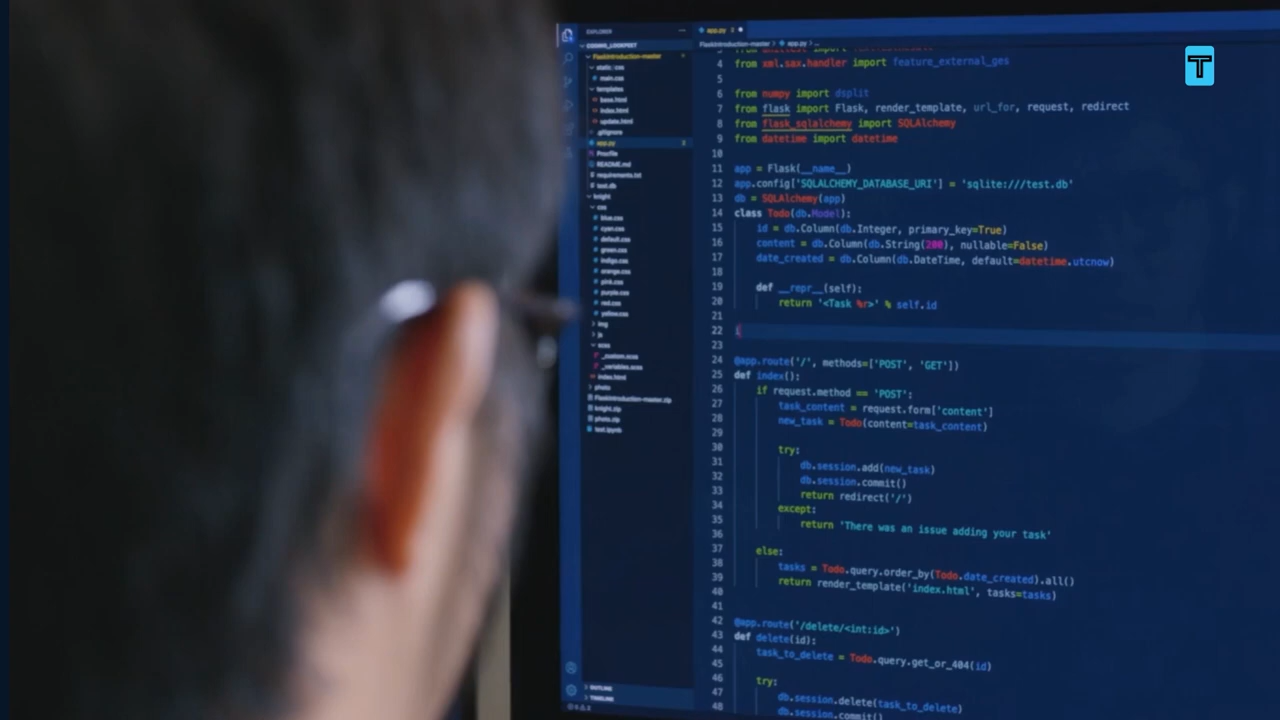 EXPLORER
CODING_LOOKPEET
Flaskintroduction-master
static\css
main.css
templates
base.html
index.html
update.html
.gitignore
app.py 3
Procfile
README.md
requirements.txt
test.db
knight
css
blue.css
cyan.css
default.css
green.css
indigo.css
orange.css
pink.css
purple.css
red.css
yellow.css
img
js
scss
_custom.scss
_variables.scss
index.html
photo
Flaskintroduction-master.zip
knight.zip
photo.zip
test.ipynb
OUTLINE
TIMELINE
app.py 3
Flaskintroduction-master > app.py > ...
4 from xml.sax.handler import feature_external_ges
5
6 from numpy import dsplit
7 from flask import Flask, render_template, url_for, request, redirect
8 from flask_sqlalchemy import SQLAlchemy
9 from datetime import datetime
10
11 app = Flask(__name__)
12 app.config['SQLALCHEMY_DATABASE_URI'] = 'sqlite:///test.db'
13 db = SQLAlchemy(app)
14 class Todo(db.Model):
15 id = db.Column(db.Integer, primary_key=True)
16 content = db.Column(db.String(200), nullable=False)
17 date_created = db.Column(db.DateTime, default=datetime.utcnow)
18
19 def __repr__(self):
20 return '<Task %r>' % self.id
21
22 i
23
24 @app.route('/', methods=['POST', 'GET'])
25 def index():
26 if request.method == 'POST':
27 task_content = request.form['content']
28 new_task = Todo(content=task_content)
29
30 try:
31 db.session.add(new_task)
32 db.session.commit()
33 return redirect('/')
34 except:
35 return 'There was an issue adding your task'
36
37 else:
38 tasks = Todo.query.order_by(Todo.date_created).all()
39 return render_template('index.html', tasks=tasks)
40
41
42 @app.route('/delete/<int:id>')
43 def delete(id):
44 task_to_delete = Todo.query.get_or_404(id)
45
46 try:
47 db.session.delete(task_to_delete)
48 db.session.commit()
T